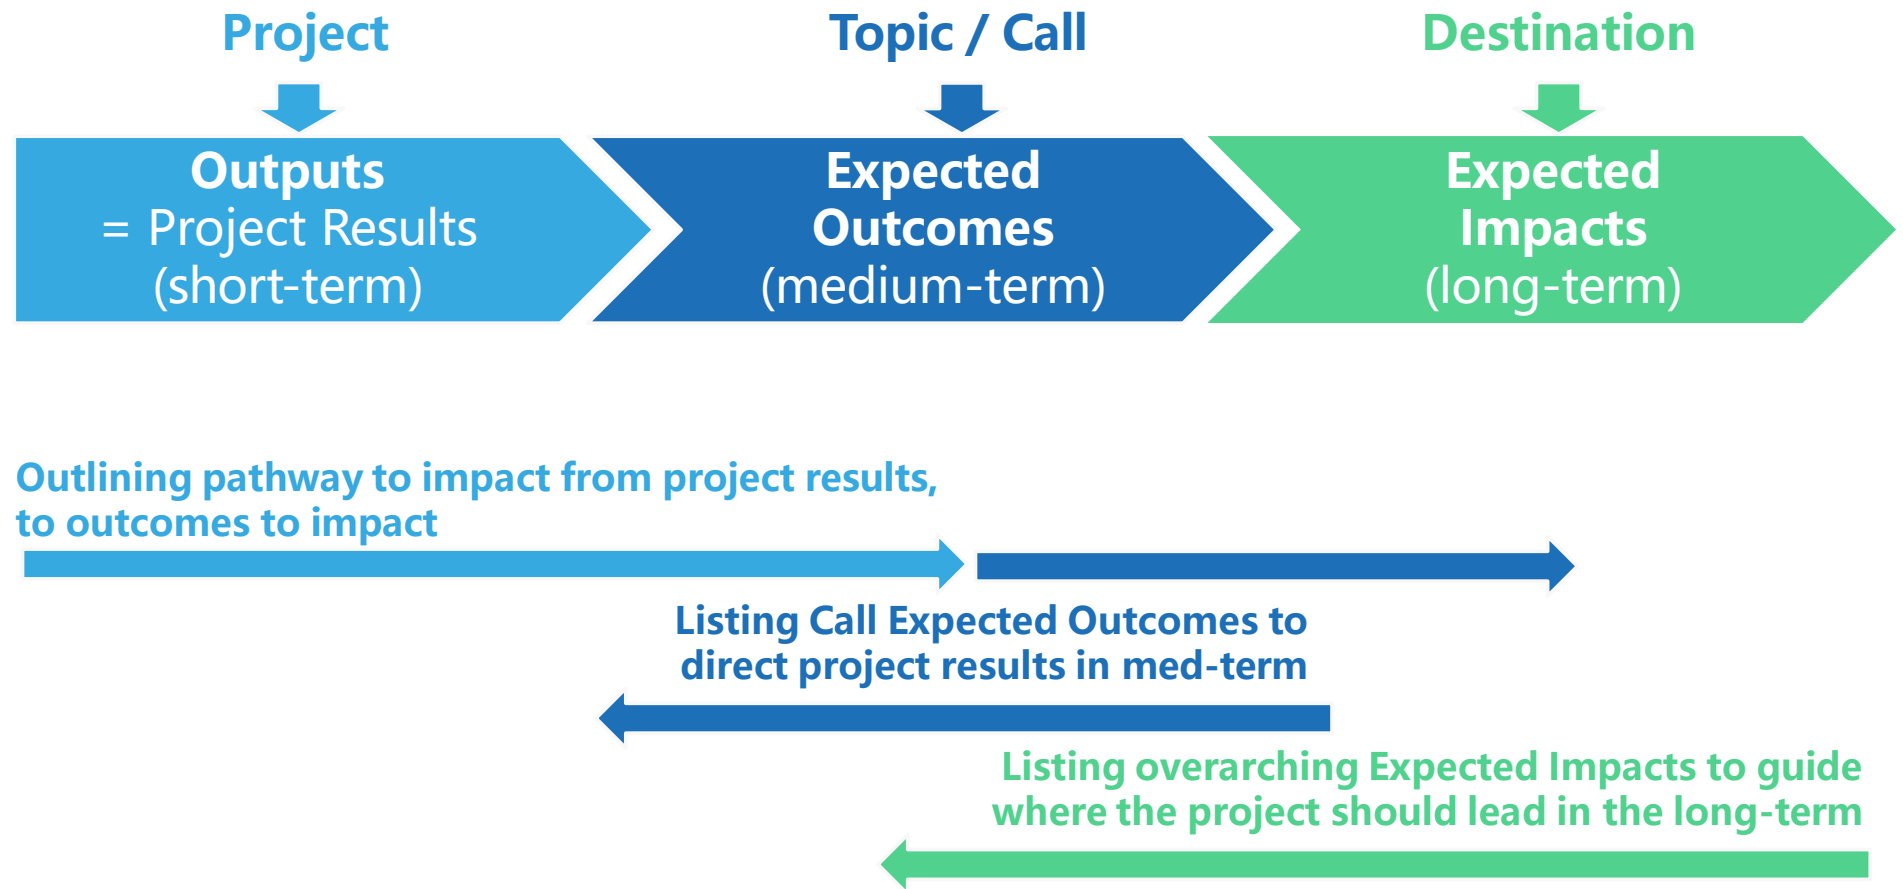 Project
Topic / Call
Destination
Outputs
= Project Results
(short-term)
Expected
Outcomes
(medium-term)
Expected
Impacts
(long-term)
Outlining pathway to impact from project results,
to outcomes to impact
Listing Call Expected Outcomes to
direct project results in med-term
Listing overarching Expected Impacts to guide
where the project should lead in the long-term